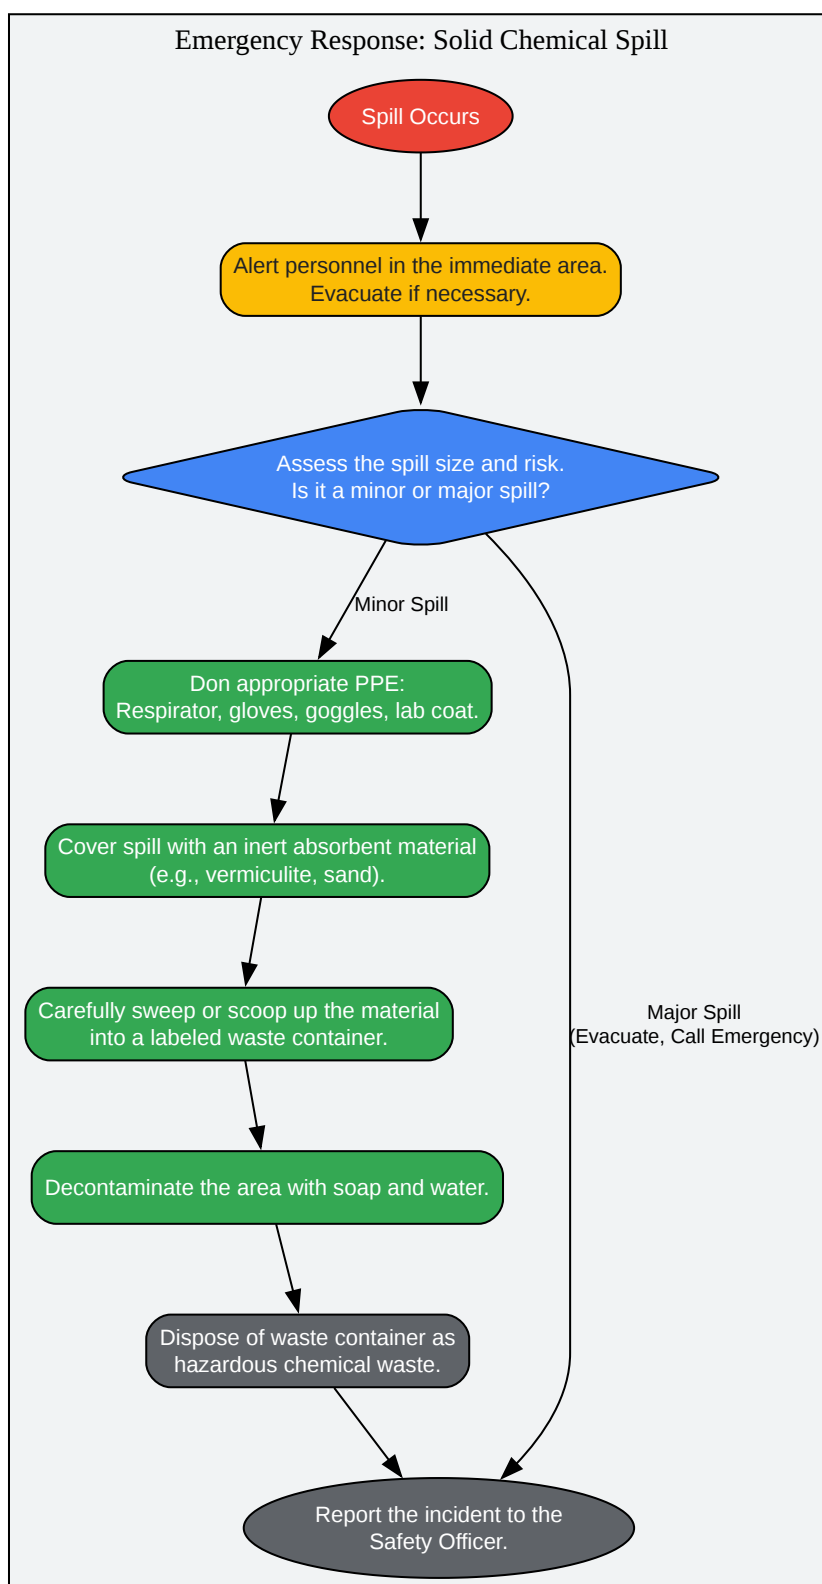 Emergency Response: Solid Chemical Spill
Spill Occurs
Alert personnel in the immediate area.
Evacuate if necessary.
Assess the spill size and risk.
Is it a minor or major spill?
Minor Spill
Don appropriate PPE:
Respirator, gloves, goggles, lab coat.
Cover spill with an inert absorbent material
(e.g., vermiculite, sand).
Carefully sweep or scoop up the material
into a labeled waste container.
Major Spill
(Evacuate, Call Emergency)
Decontaminate the area with soap and water.
Dispose of waste container as
hazardous chemical waste.
Report the incident to the
Safety Officer.